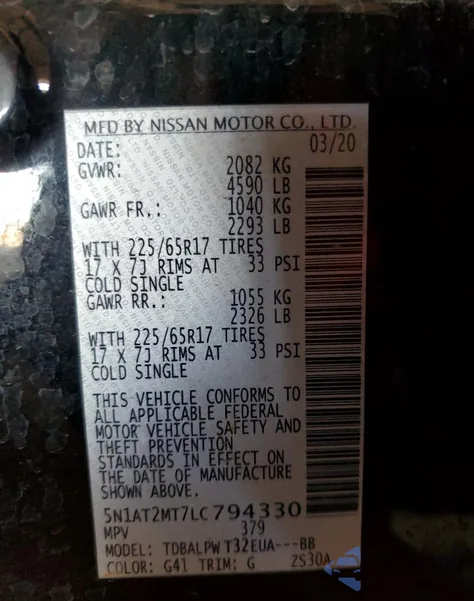 MFD BY NISSAN MOTOR CO., LTD.
DATE: 03/20
GVWR: 2082 KG
4590 LB
GAWR FR.: 1040 KG
2293 LB
WITH 225/65R17 TIRES
17 X 7J RIMS AT 33 PSI
COLD SINGLE
GAWR RR.: 1055 KG
2326 LB
WITH 225/65R17 TIRES
17 X 7J RIMS AT 33 PSI
COLD SINGLE
THIS VEHICLE CONFORMS TO
ALL APPLICABLE FEDERAL
MOTOR VEHICLE SAFETY AND
THEFT PREVENTION
STANDARDS IN EFFECT ON
THE DATE OF MANUFACTURE
SHOWN ABOVE.
5N1AT2MT7LC794330
MPV 379
MODEL: TDBALPW T32EUA---BB
COLOR: G41 TRIM: G 2S30A